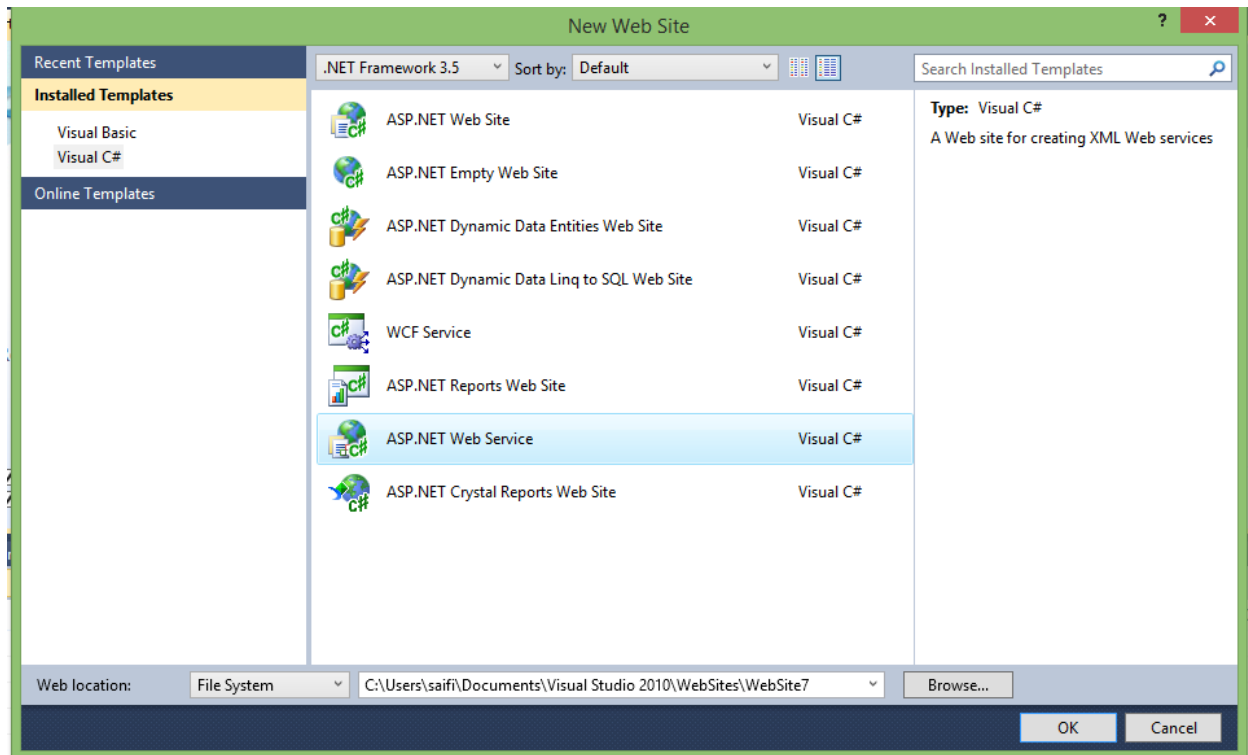 New Web Site
?
Recent Templates
Installed Templates
Visual Basic
Visual C#
Online Templates
.NET Framework 3.5 Sort by: Default
Search Installed Templates
ASP.NET Web Site Visual C#
ASP.NET Empty Web Site Visual C#
ASP.NET Dynamic Data Entities Web Site Visual C#
ASP.NET Dynamic Data Linq to SQL Web Site Visual C#
WCF Service Visual C#
ASP.NET Reports Web Site Visual C#
ASP.NET Web Service Visual C#
ASP.NET Crystal Reports Web Site Visual C#
Type: Visual C#
A Web site for creating XML Web services
Web location: File System C:\Users\saifi\Documents\Visual Studio 2010\WebSites\WebSite7 Browse...
OK Cancel